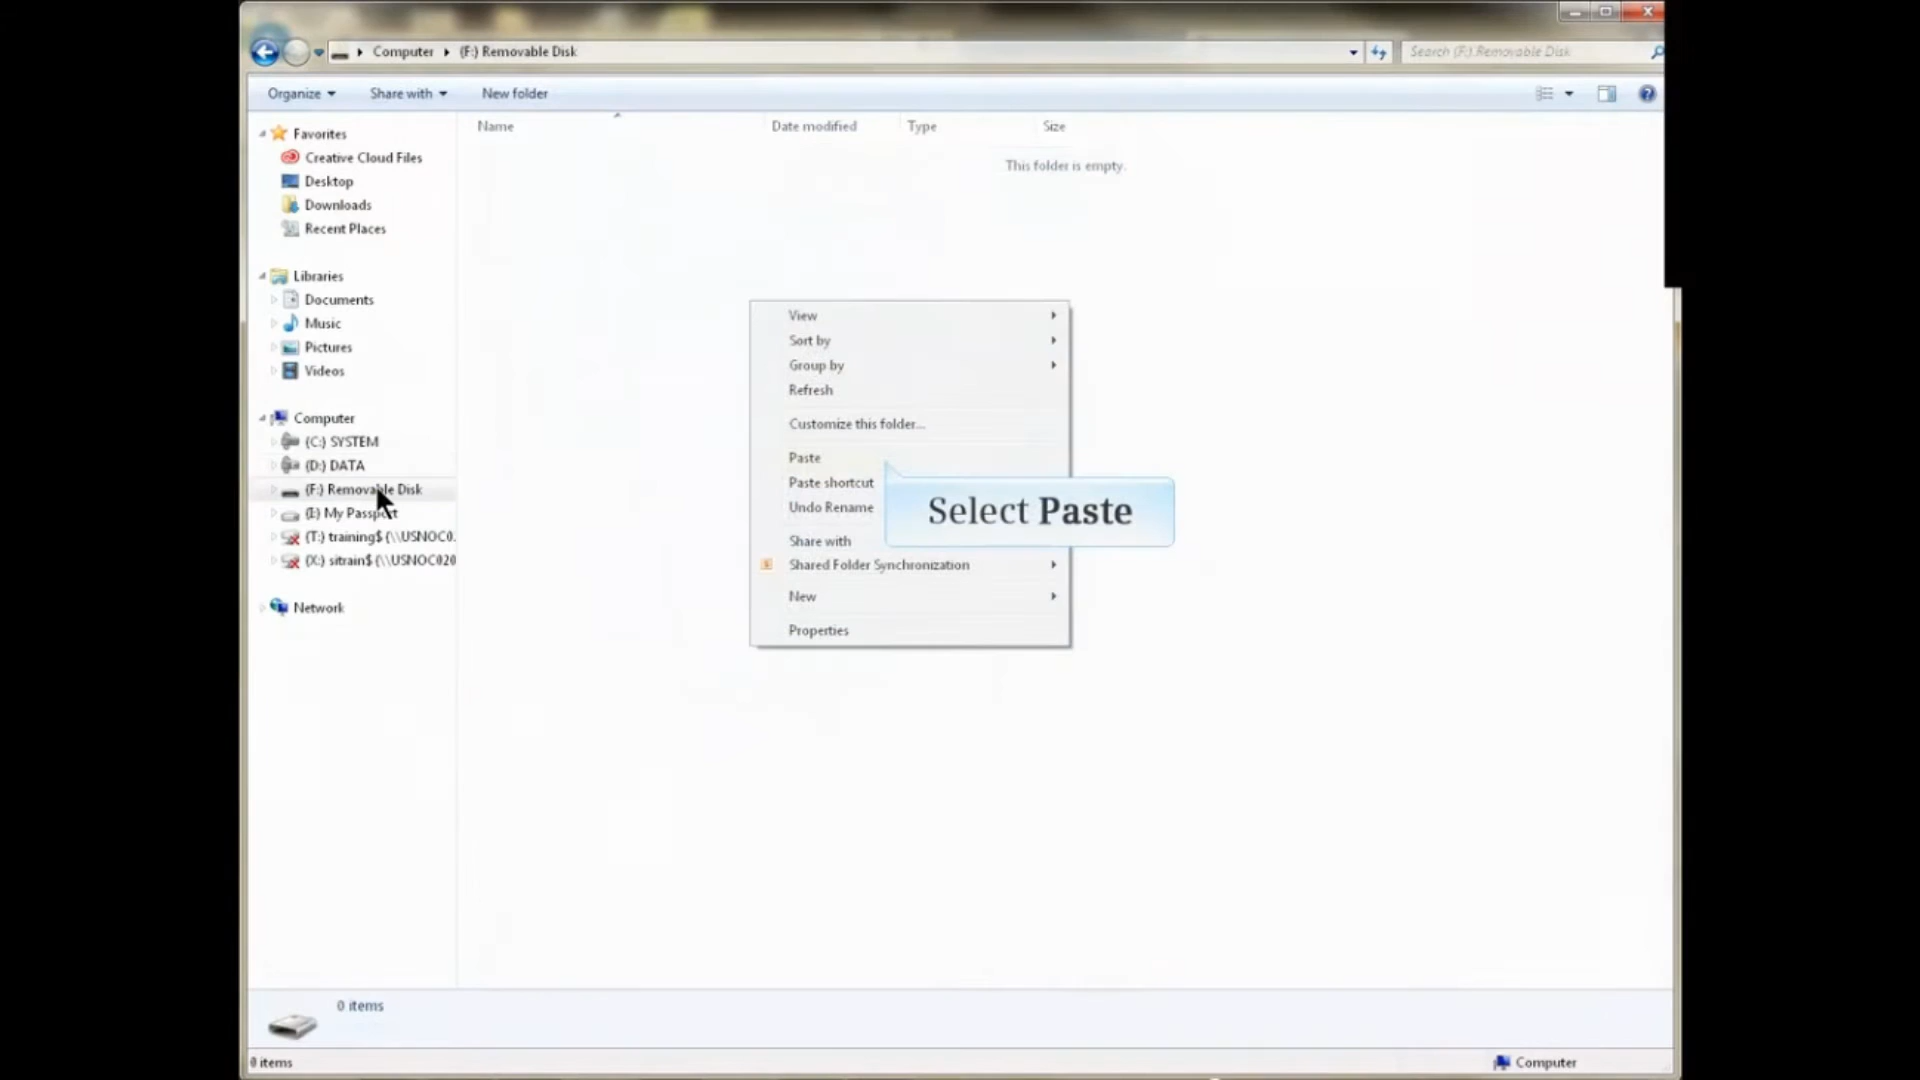 Computer
(F:) Removable Disk
Search (F:) Removable Disk
Organize
Share with
New folder
Favorites
Creative Cloud Files
Desktop
Downloads
Recent Places
Libraries
Documents
Music
Pictures
Videos
Computer
(C:) SYSTEM
(D:) DATA
(F:) Removable Disk
(E:) My Passport
(T:) training$ (\\USNOC0.
(X:) sitrain$ (\\USNOC020
Network
Name
Date modified
Type
Size
This folder is empty.
View
Sort by
Group by
Refresh
Customize this folder...
Paste
Paste shortcut
Undo Rename
Share with
Shared Folder Synchronization
New
Properties
Select Paste
0 items
0 items
Computer